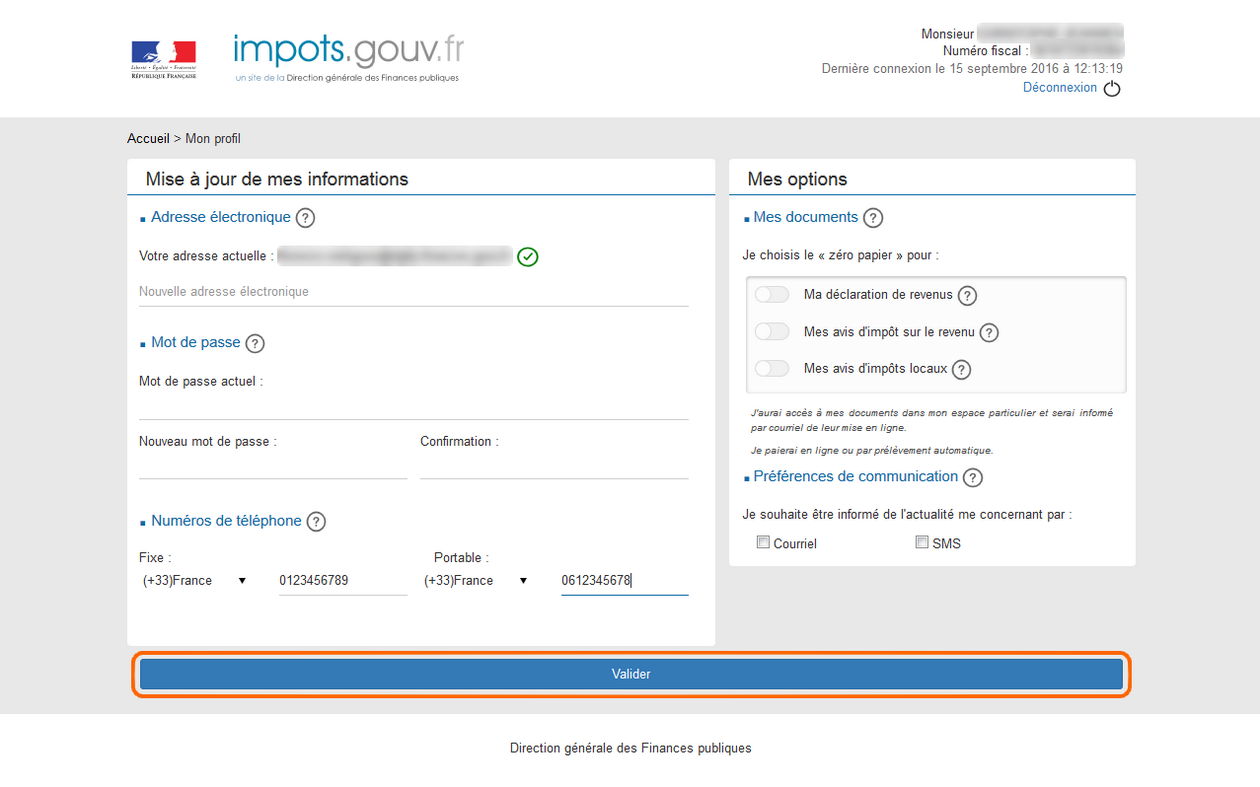 Liberté • Égalité • Fraternité
RÉPUBLIQUE FRANÇAISE
impots.gouv.fr
un site de la Direction générale des Finances publiques
Monsieur
Numéro fiscal :
Dernière connexion le 15 septembre 2016 à 12:13:19
Déconnexion
Accueil > Mon profil
Mise à jour de mes informations
Adresse électronique ?
Votre adresse actuelle :
Nouvelle adresse électronique
Mot de passe ?
Mot de passe actuel :
Nouveau mot de passe : Confirmation :
Numéros de téléphone ?
Fixe : Portable :
(+33)France ▼ 0123456789 (+33)France ▼ 0612345678
Mes options
Mes documents ?
Je choisis le « zéro papier » pour :
Ma déclaration de revenus ?
Mes avis d'impôt sur le revenu ?
Mes avis d'impôts locaux ?
J'aurai accès à mes documents dans mon espace particulier et serai informé
par courriel de leur mise en ligne.
Je paierai en ligne ou par prélèvement automatique.
Préférences de communication ?
Je souhaite être informé de l'actualité me concernant par :
Courriel SMS
Valider
Direction générale des Finances publiques